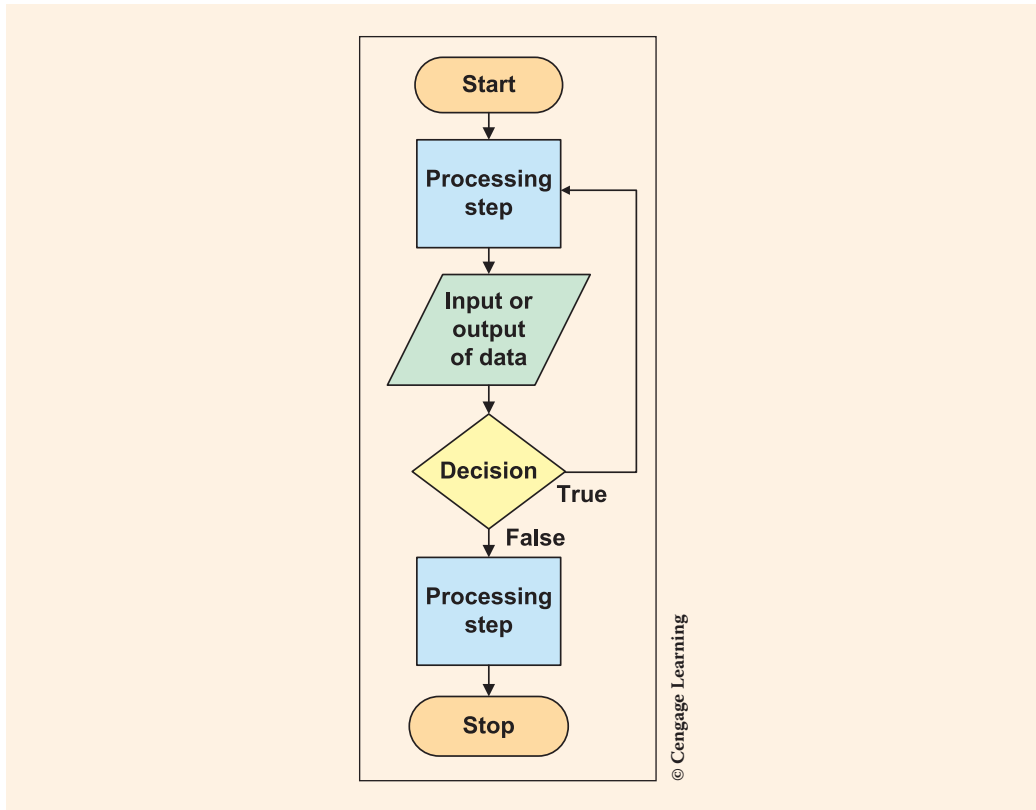 Start
Processing
step
Input or
output
of data
Decision
True
False
Processing
step
Stop
© Cengage Learning